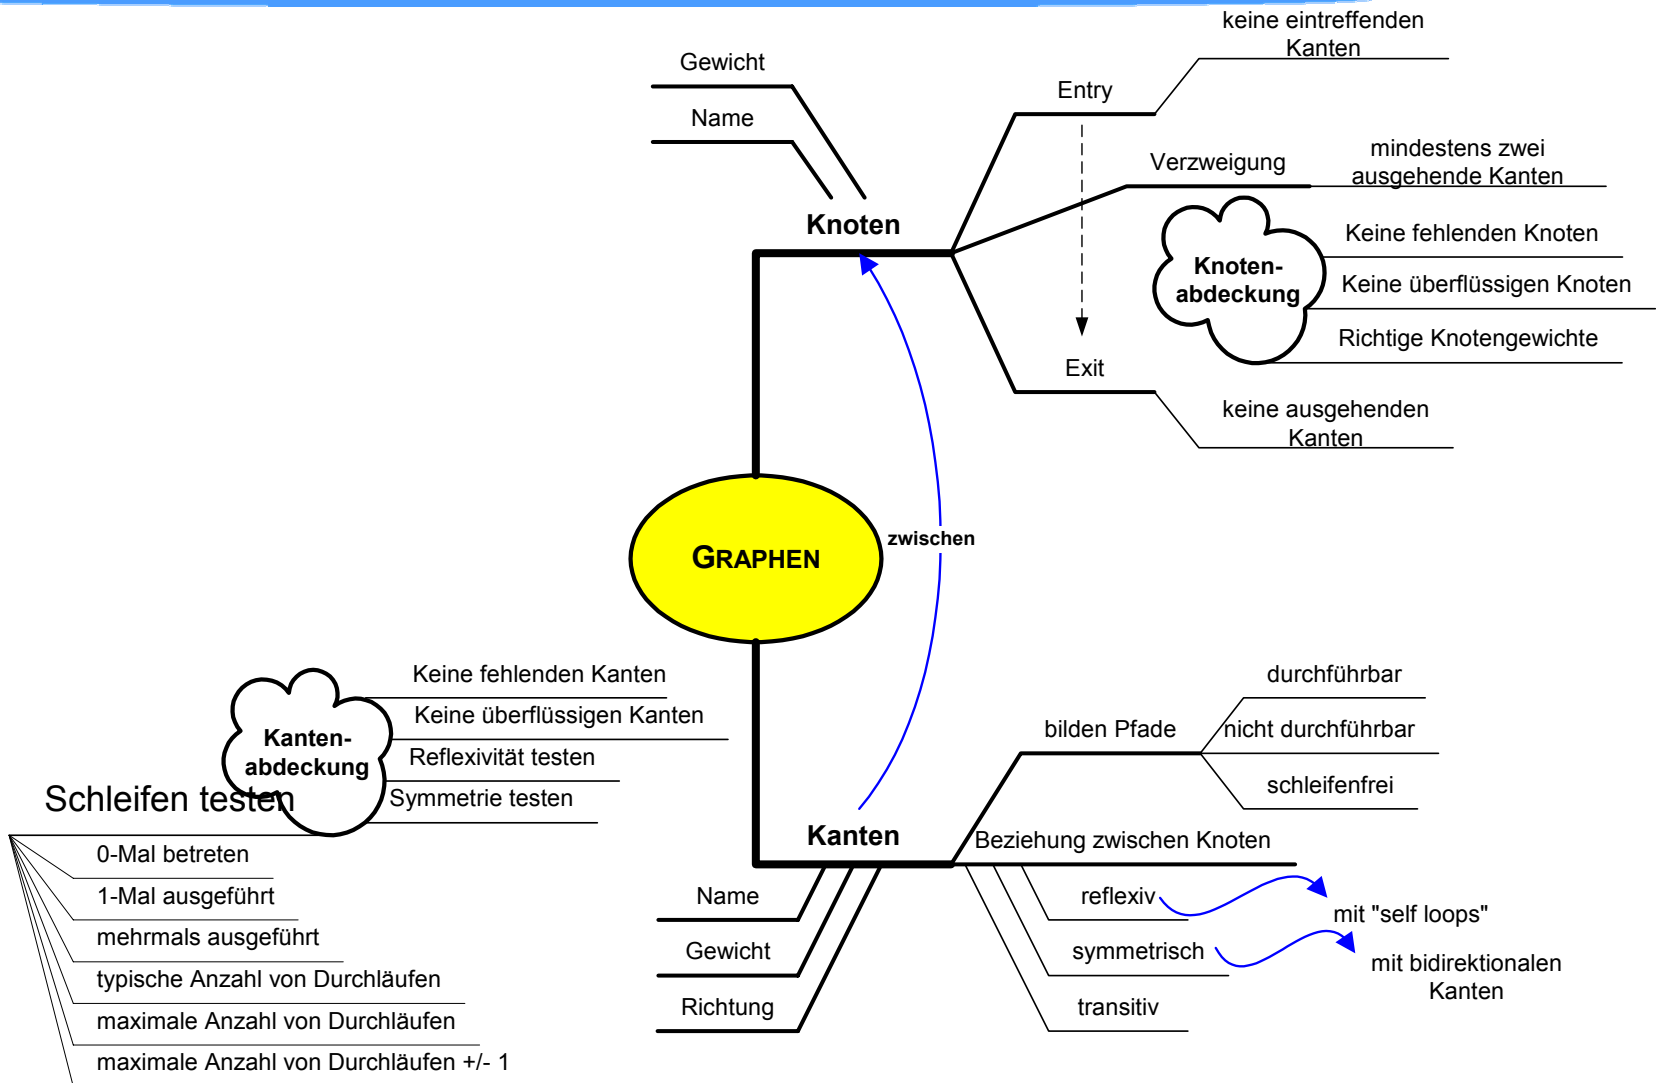 keine eintreffenden
Kanten
Gewicht
Entry
Name
Verzweigung
mindestens zwei
ausgehende Kanten
Knoten
Keine fehlenden Knoten
Knoten-
abdeckung
Keine überflüssigen Knoten
Richtige Knotengewichte
Exit
keine ausgehenden
Kanten
zwischen
GRAPHEN
Keine fehlenden Kanten
Keine überflüssigen Kanten
Kanten-
abdeckung
Reflexivität testen
Symmetrie testen
Schleifen testen
0-Mal betreten
1-Mal ausgeführt
mehrmals ausgeführt
typische Anzahl von Durchläufen
maximale Anzahl von Durchläufen
maximale Anzahl von Durchläufen +/- 1
durchführbar
bilden Pfade
nicht durchführbar
schleifenfrei
Kanten
Beziehung zwischen Knoten
Name
Gewicht
Richtung
reflexiv
mit "self loops"
symmetrisch
mit bidirektionalen
Kanten
transitiv